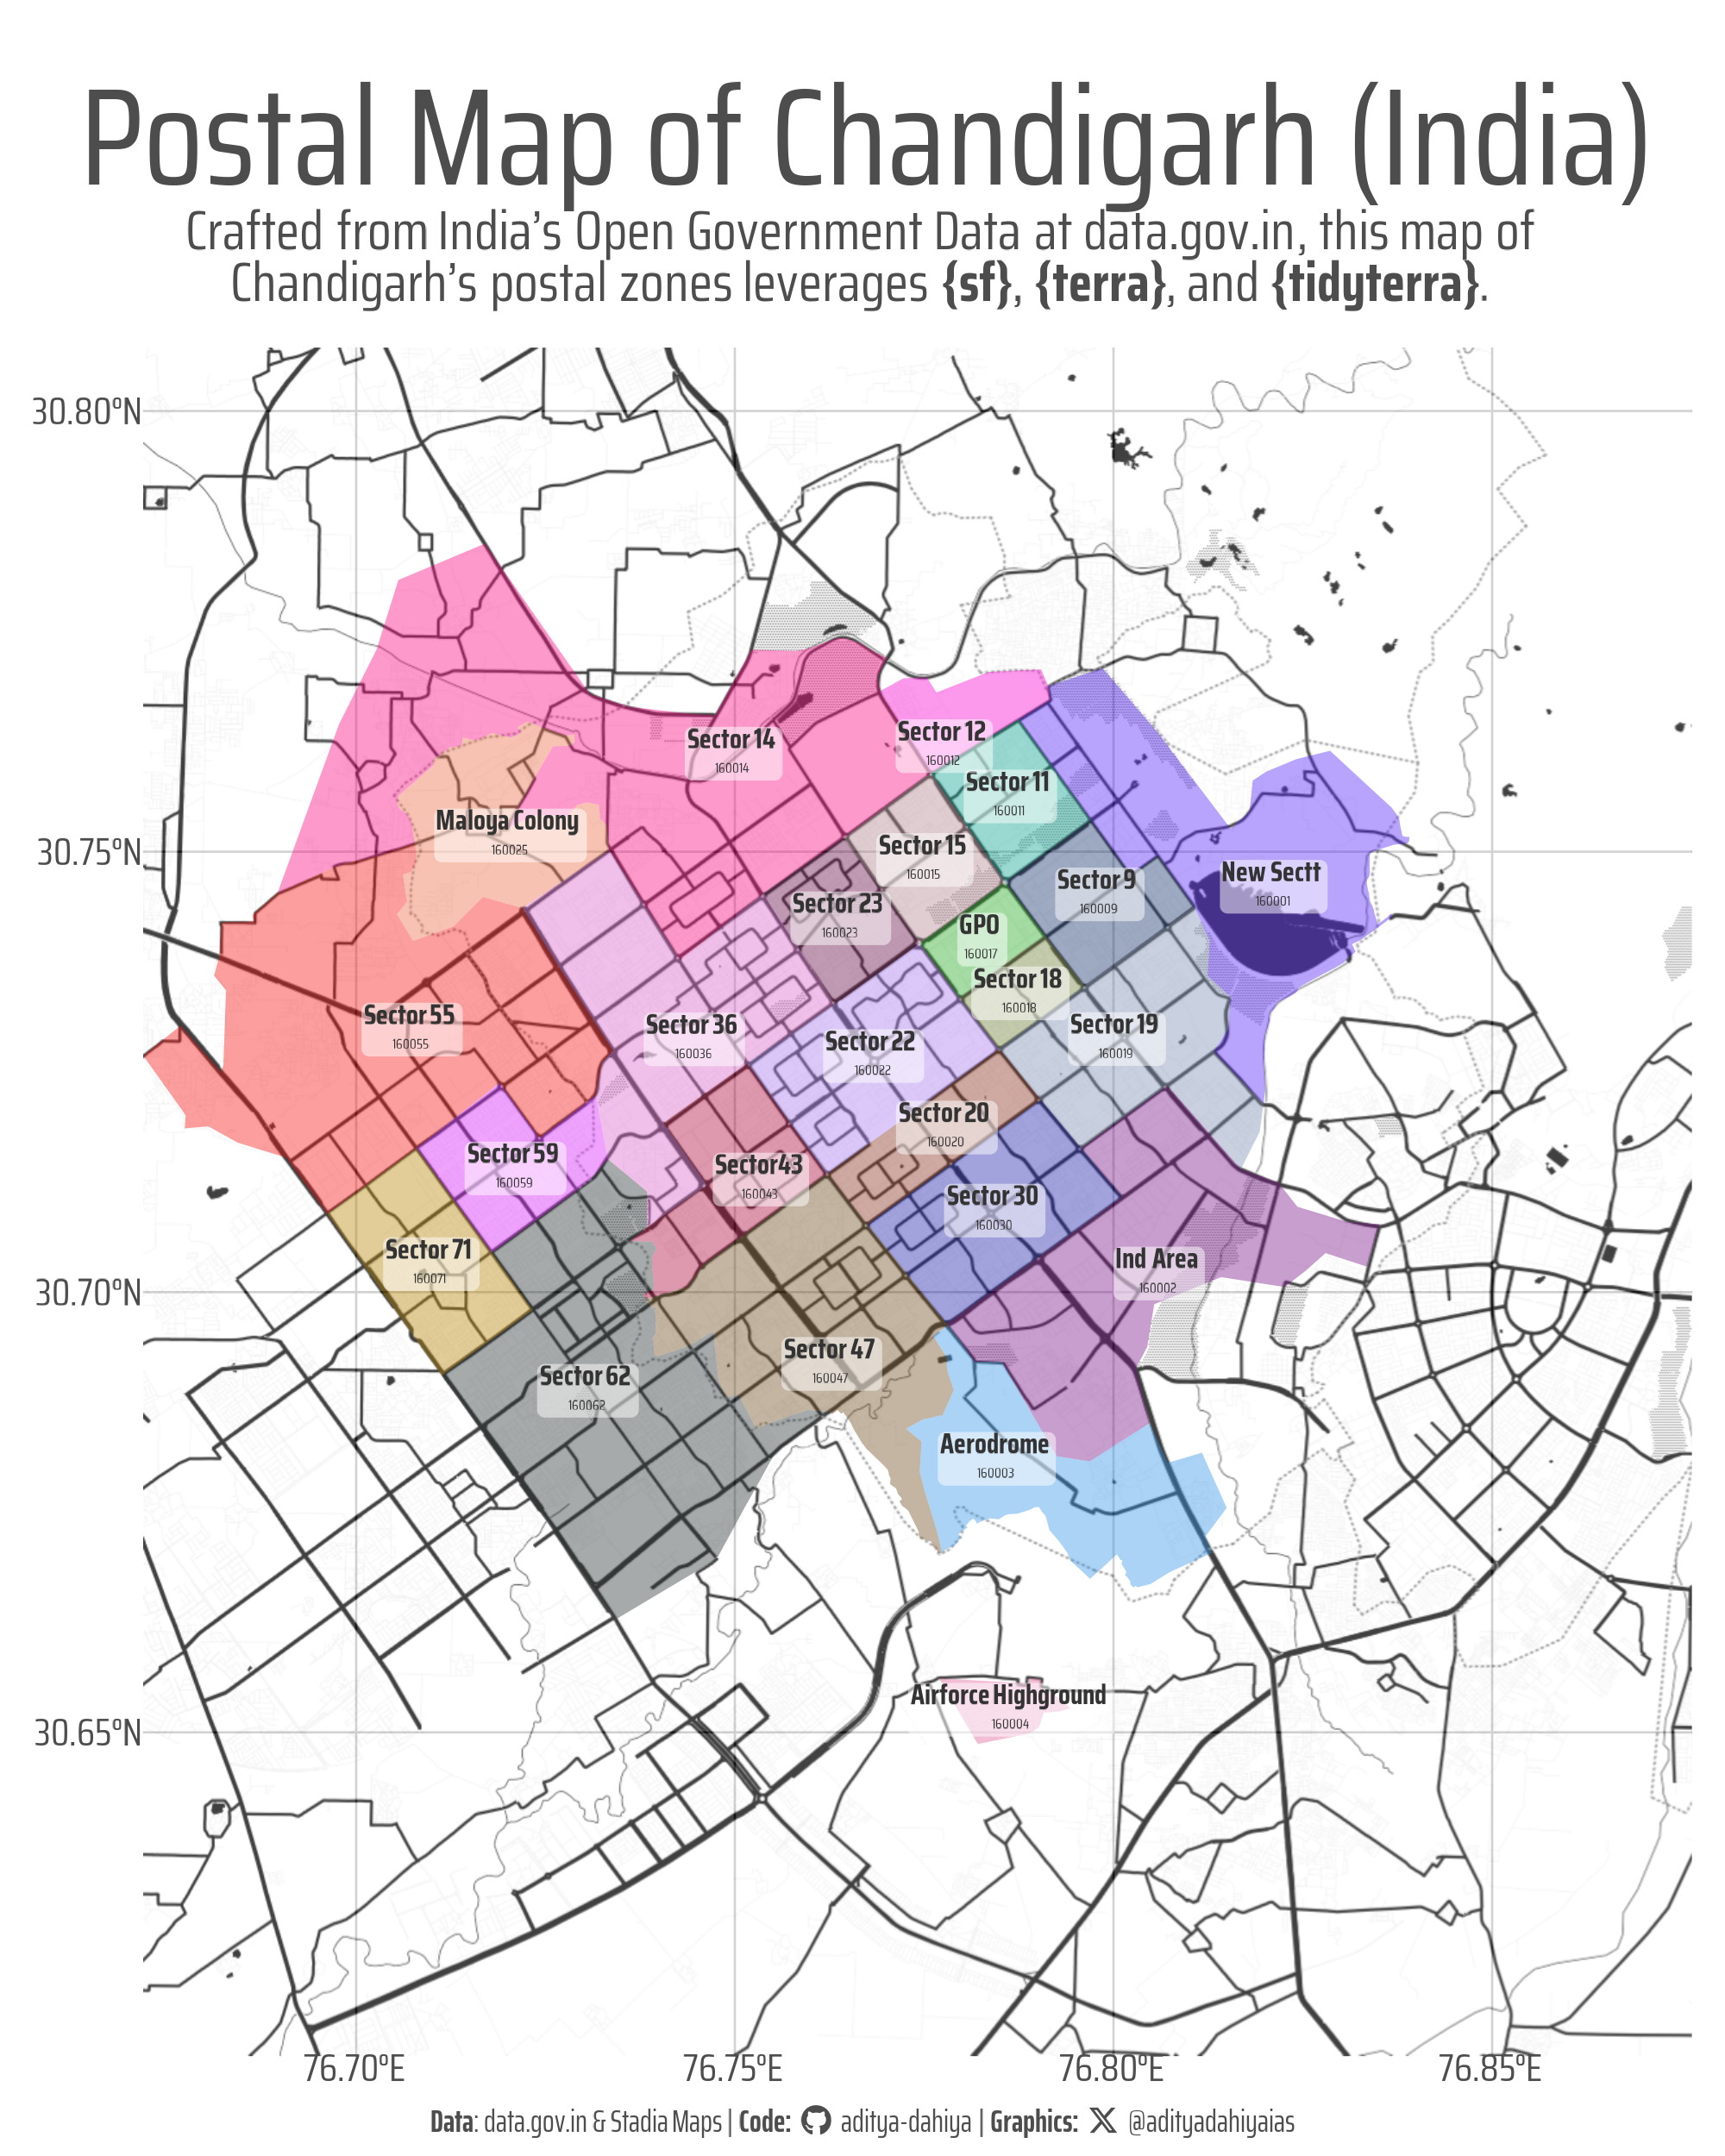 Postal Map of Chandigarh (India)
Crafted from India's Open Government Data at data.gov.in, this map of
Chandigarh's postal zones leverages {sf}, {terra}, and {tidyterra}.
30.80°N
30.75°N
30.70°N
30.65°N
Sector 14
160014
Sector 12
160012
Sector 11
160011
Maloya Colony
160025
Sector 15
160015
Sector 9
160009
New Sectt
160001
Sector 23
160023
GPO
160017
Sector 18
160018
Sector 55
160055
Sector 36
160036
Sector 22
160022
Sector 19
160019
Sector 20
160020
Sector 59
160059
Sector43
160043
Sector 30
160030
Sector 71
160071
Ind Area
160002
Sector 47
160047
Sector 62
160062
Aerodrome
160003
Airforce Highground
160004
76.70°E
76.75°E
76.80°E
76.85°E
Data: data.gov.in & Stadia Maps | Code: aditya-dahiya | Graphics: @adityadahiyaias